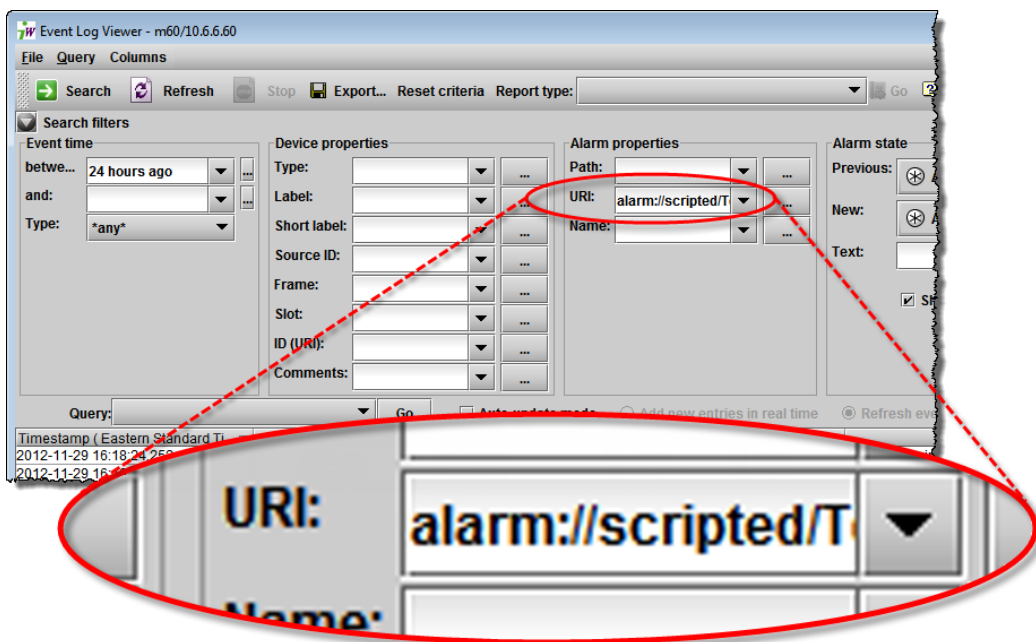 Event Log Viewer - m60/10.6.6.60
File Query Columns
Search Refresh Stop Export... Reset criteria Report type: Go
Search filters
Event time Device properties Alarm properties Alarm state
betwe... 24 hours ago ... Type: ... Path: ... Previous:
and: ... Label: ... URI: alarm://scripted/T ... New:
Type: *any* Short label: ... Name: ... Text:
Source ID: ...
Frame: ...
Slot: ...
ID (URI): ...
Comments: ...
Query: Go Auto-update mode Add new entries in real time Refresh eve
Timestamp ( Eastern Standard Ti
2012-11-29 16:18:24.252
2012-11-29 16:
URI: alarm://scripted/T
Name: